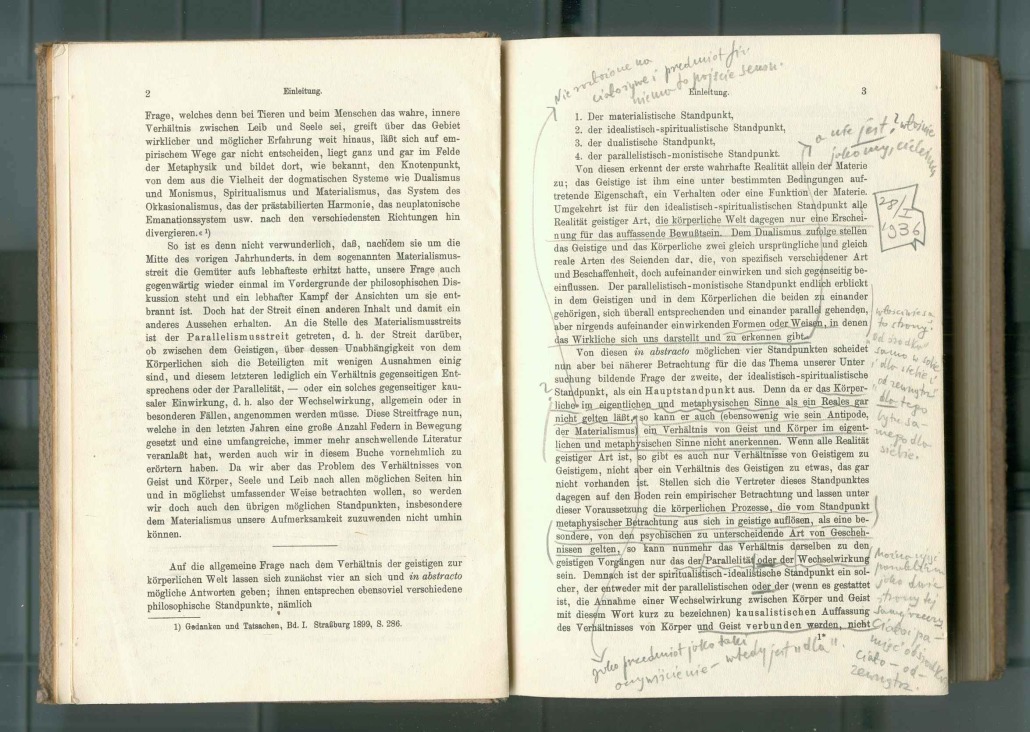 2
Einleitung.
Frage, welches denn bei Tieren und beim Menschen das wahre, innere
Verhältnis zwischen Leib und Seele sei, greift über das Gebiet
wirklicher und möglicher Erfahrung weit hinaus, läßt sich auf em-
pirischem Wege gar nicht entscheiden, liegt ganz und gar im Felde
der Metaphysik und bildet dort, wie bekannt, den Knotenpunkt,
von dem aus die Vielheit der dogmatischen Systeme wie Dualismus
und Monismus, Spiritualismus und Materialismus, das System des
Okkasionalismus, das der prästabilirten Harmonie, das neuplatonische
Emanationssystem usw. nach den verschiedensten Richtungen hin
divergieren.« ¹)
So ist es denn nicht verwunderlich, daß, nachdem sie um die
Mitte des vorigen Jahrhunderts in dem sogenannten Materialismus-
streit die Gemüter aufs lebhafteste erhitzt hatte, unsere Frage auch
gegenwärtig wieder einmal im Vordergrunde der philosophischen Dis-
kussion steht und ein lebhafter Kampf der Ansichten um sie ent-
brannt ist. Doch hat der Streit einen anderen Inhalt und damit ein
anderes Aussehen erhalten. An die Stelle des Materialismusstreits
ist der Parallelismusstreit getreten, d. h. der Streit darüber,
ob zwischen dem Geistigen, über dessen Unabhängigkeit von dem
Körperlichen sich die Beteiligten mit wenigen Ausnahmen einig
sind, und diesem letzteren lediglich ein Verhältnis gegenseitigen Ent-
sprechens oder der Parallelität, — oder ein solches gegenseitiger kau-
saler Einwirkung, d. h. also der Wechselwirkung, allgemein oder in
besonderen Fällen, angenommen werden müsse. Diese Streitfrage nun,
welche in den letzten Jahren eine große Anzahl Federn in Bewegung
gesetzt und eine umfangreiche, immer mehr anschwellende Literatur
veranlaßt hat, werden auch wir in diesem Buche vornehmlich zu
erörtern haben. Da wir aber das Problem des Verhältnisses von
Geist und Körper, Seele und Leib nach allen möglichen Seiten hin
und in möglichst umfassender Weise betrachten wollen, so werden
wir doch auch den übrigen möglichen Standpunkten, insbesondere
dem Materialismus unsere Aufmerksamkeit zuzuwenden nicht umhin
können.
Auf die allgemeine Frage nach dem Verhältnis der geistigen zur
körperlichen Welt lassen sich zunächst vier an sich und in abstracto
mögliche Antworten geben; ihnen entsprechen ebensoviel verschiedene
philosophische Standpunkte, nämlich
1) Gedanken und Tatsachen, Bd. I. Straßburg 1899, S. 286.
Einleitung.
3
1. Der materialistische Standpunkt,
2. der idealistisch-spiritualistische Standpunkt,
3. der dualistische Standpunkt,
4. der parallelistisch-monistische Standpunkt.
Von diesen erkennt der erste wahrhafte Realität allein der Materie
zu; das Geistige ist ihm eine unter bestimmten Bedingungen auf-
tretende Eigenschaft, ein Verhalten oder eine Funktion der Materie.
Umgekehrt ist für den idealistisch-spiritualistischen Standpunkt alle
Realität geistiger Art, die körperliche Welt dagegen nur eine Erschei-
nung für das auffassende Bewußtsein. Dem Dualismus zufolge stellen
das Geistige und das Körperliche zwei gleich ursprüngliche und gleich
reale Arten des Seienden dar, die, von spezifisch verschiedener Art
und Beschaffenheit, doch aufeinander einwirken und sich gegenseitig be-
einflussen. Der parallelistisch-monistische Standpunkt endlich erblickt
in dem Geistigen und in dem Körperlichen die beiden zu einander
gehörigen, sich überall entsprechenden und einander parallel gehenden,
aber nirgends aufeinander einwirkenden Formen oder Weisen, in denen
das Wirkliche sich uns darstellt und zu erkennen gibt.
Von diesen in abstracto möglichen vier Standpunkten scheidet
nun aber bei näherer Betrachtung für die das Thema unserer Unter
suchung bildende Frage der zweite, der idealistisch-spiritualistische
Standpunkt, als ein Hauptstandpunkt aus. Denn da er das Körper-
liche im eigentlichen und metaphysischen Sinne als ein Reales gar
nicht gelten läßt, so kann er auch (ebensowenig wie sein Antipode,
der Materialismus) ein Verhältnis von Geist und Körper im eigent-
lichen und metaphysischen Sinne nicht anerkennen. Wenn alle Realität
geistiger Art ist, so gibt es auch nur Verhältnisse von Geistigem zu
Geistigem, nicht aber ein Verhältnis des Geistigen zu etwas, das gar
nicht vorhanden ist. Stellen sich die Vertreter dieses Standpunktes
dagegen auf den Boden rein empirischer Betrachtung und lassen unter
dieser Voraussetzung die körperlichen Prozesse, die vom Standpunkt
metaphysischer Betrachtung aus sich in geistige auflösen, als eine be-
sondere, von den psychischen zu unterscheidende Art von Gescheh-
nissen gelten, so kann nunmehr das Verhältnis derselben zu den
geistigen Vorgängen nur das der Parallelität oder der Wechselwirkung
sein. Demnach ist der spiritualistisch-idealistische Standpunkt ein sol-
cher, der entweder mit der parallelistischen oder der (wenn es gestattet
ist, die Annahme einer Wechselwirkung zwischen Körper und Geist
mit diesem Wort kurz zu bezeichnen) kausalistischen Auffassung
des Verhältnisses von Körper und Geist verbunden werden, nicht
1*
28/I
1936